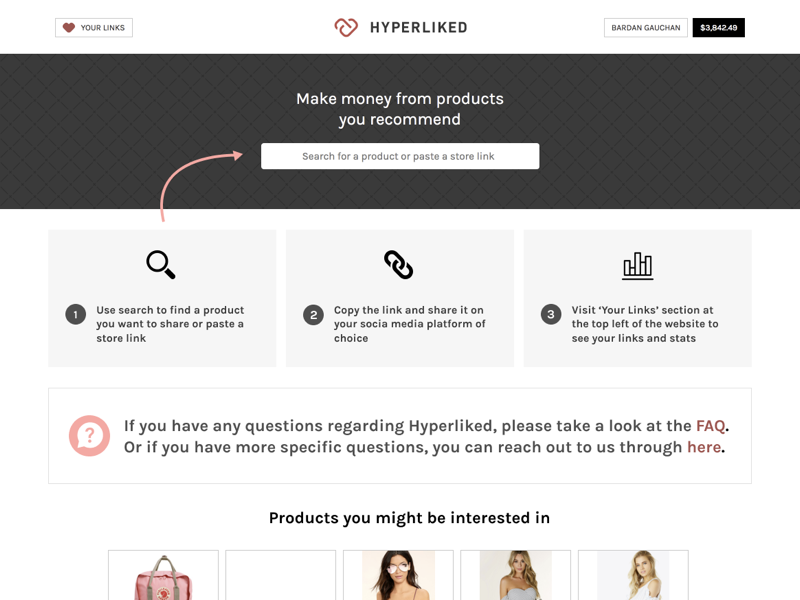 YOUR LINKS
HYPERLIKED
BARDAN GAUCHAN
$3,842.49
Make money from products
you recommend
Search for a product or paste a store link
1
Use search to find a product
you want to share or paste a
store link
2
Copy the link and share it on
your socia media platform of
choice
3
Visit ‘Your Links’ section at
the top left of the website to
see your links and stats
?
If you have any questions regarding Hyperliked, please take a look at the FAQ.
Or if you have more specific questions, you can reach out to us through here.
Products you might be interested in